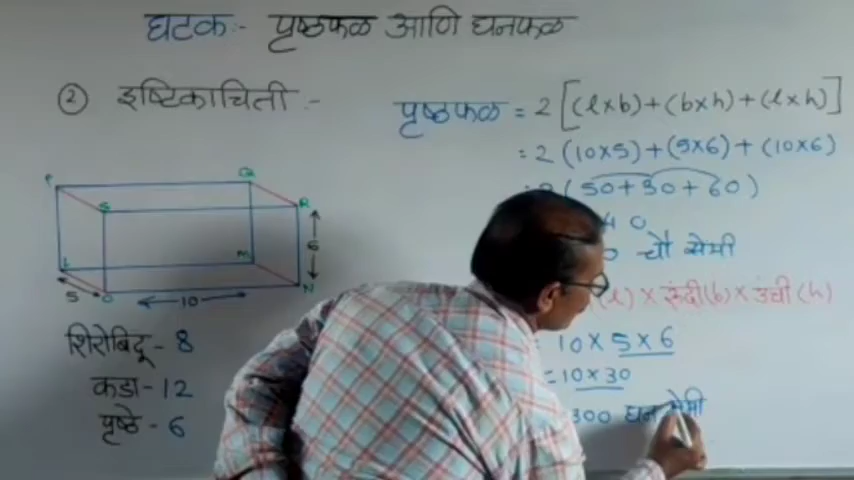 घटक:- पृष्ठफळ आणि घनफळ
② इष्टिकाचिती :-
P Q
S R
L M
O N
5
10
6
शिरोबिंदू - 8
कडा - 12
पृष्ठे - 6
पृष्ठफळ = 2 [(l×b)+(b×h)+(l×h)]
= 2 (10×5)+(5×6)+(10×6)
(50+30+60)
चौ सेमी
(l) × रुंदी(b) × उंची(h)
= 10 × 5 × 6
= 10 × 30
300 घन सेमी